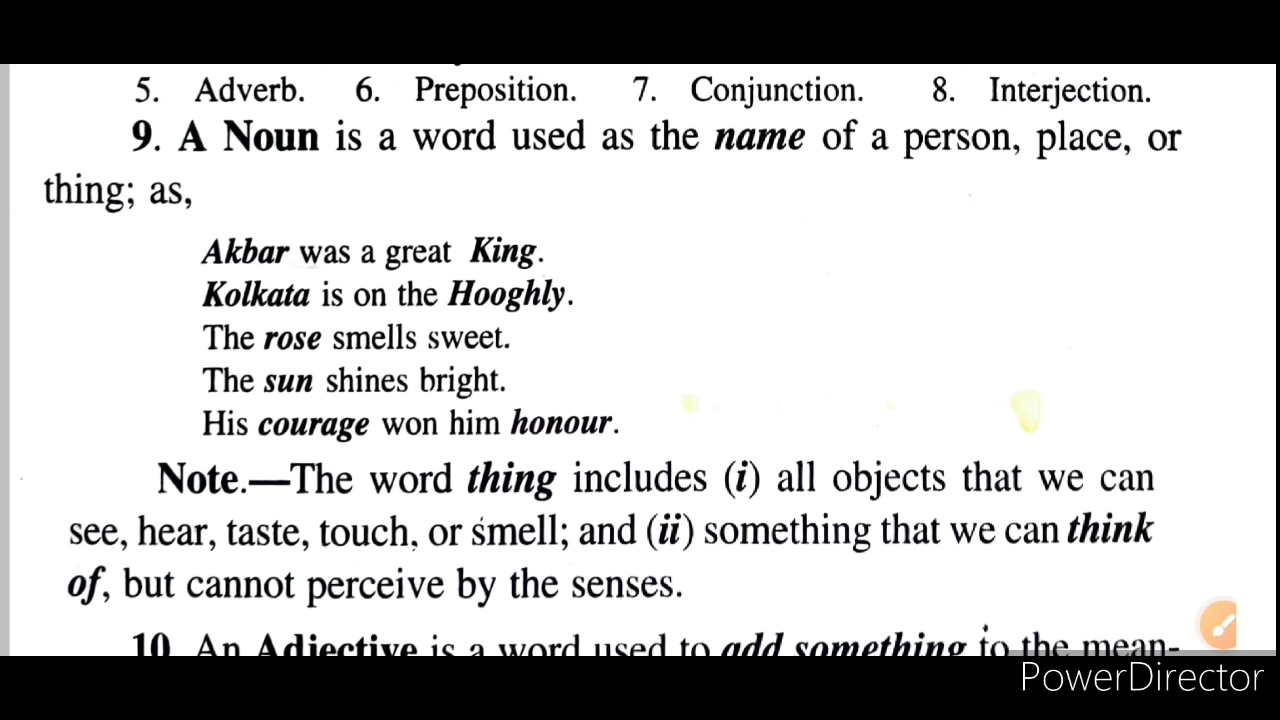 5. Adverb. 6. Preposition. 7. Conjunction. 8. Interjection.
9. A Noun is a word used as the name of a person, place, or
thing; as,
Akbar was a great King.
Kolkata is on the Hooghly.
The rose smells sweet.
The sun shines bright.
His courage won him honour.
Note.—The word thing includes (i) all objects that we can
see, hear, taste, touch, or smell; and (ii) something that we can think
of, but cannot perceive by the senses.
10. An Adjective is a word used to add something to the mean-
PowerDirector